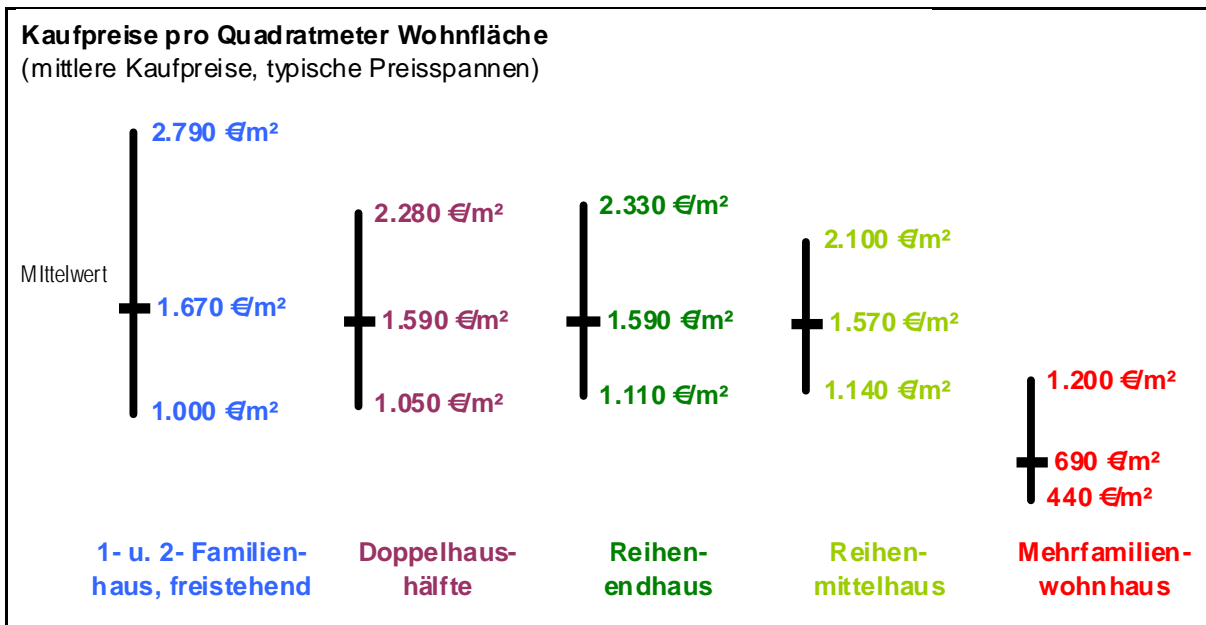 Kaufpreise pro Quadratmeter Wohnfläche
(mittlere Kaufpreise, typische Preisspannen)
2.790 €/m²
2.280 €/m²
2.330 €/m²
2.100 €/m²
MIttelwert
1.670 €/m²
1.590 €/m²
1.590 €/m²
1.570 €/m²
1.000 €/m²
1.050 €/m²
1.110 €/m²
1.140 €/m²
1.200 €/m²
690 €/m²
440 €/m²
1- u. 2- Familien-
haus, freistehend
Doppelhaus-
hälfte
Reihen-
endhaus
Reihen-
mittelhaus
Mehrfamilien-
wohnhaus